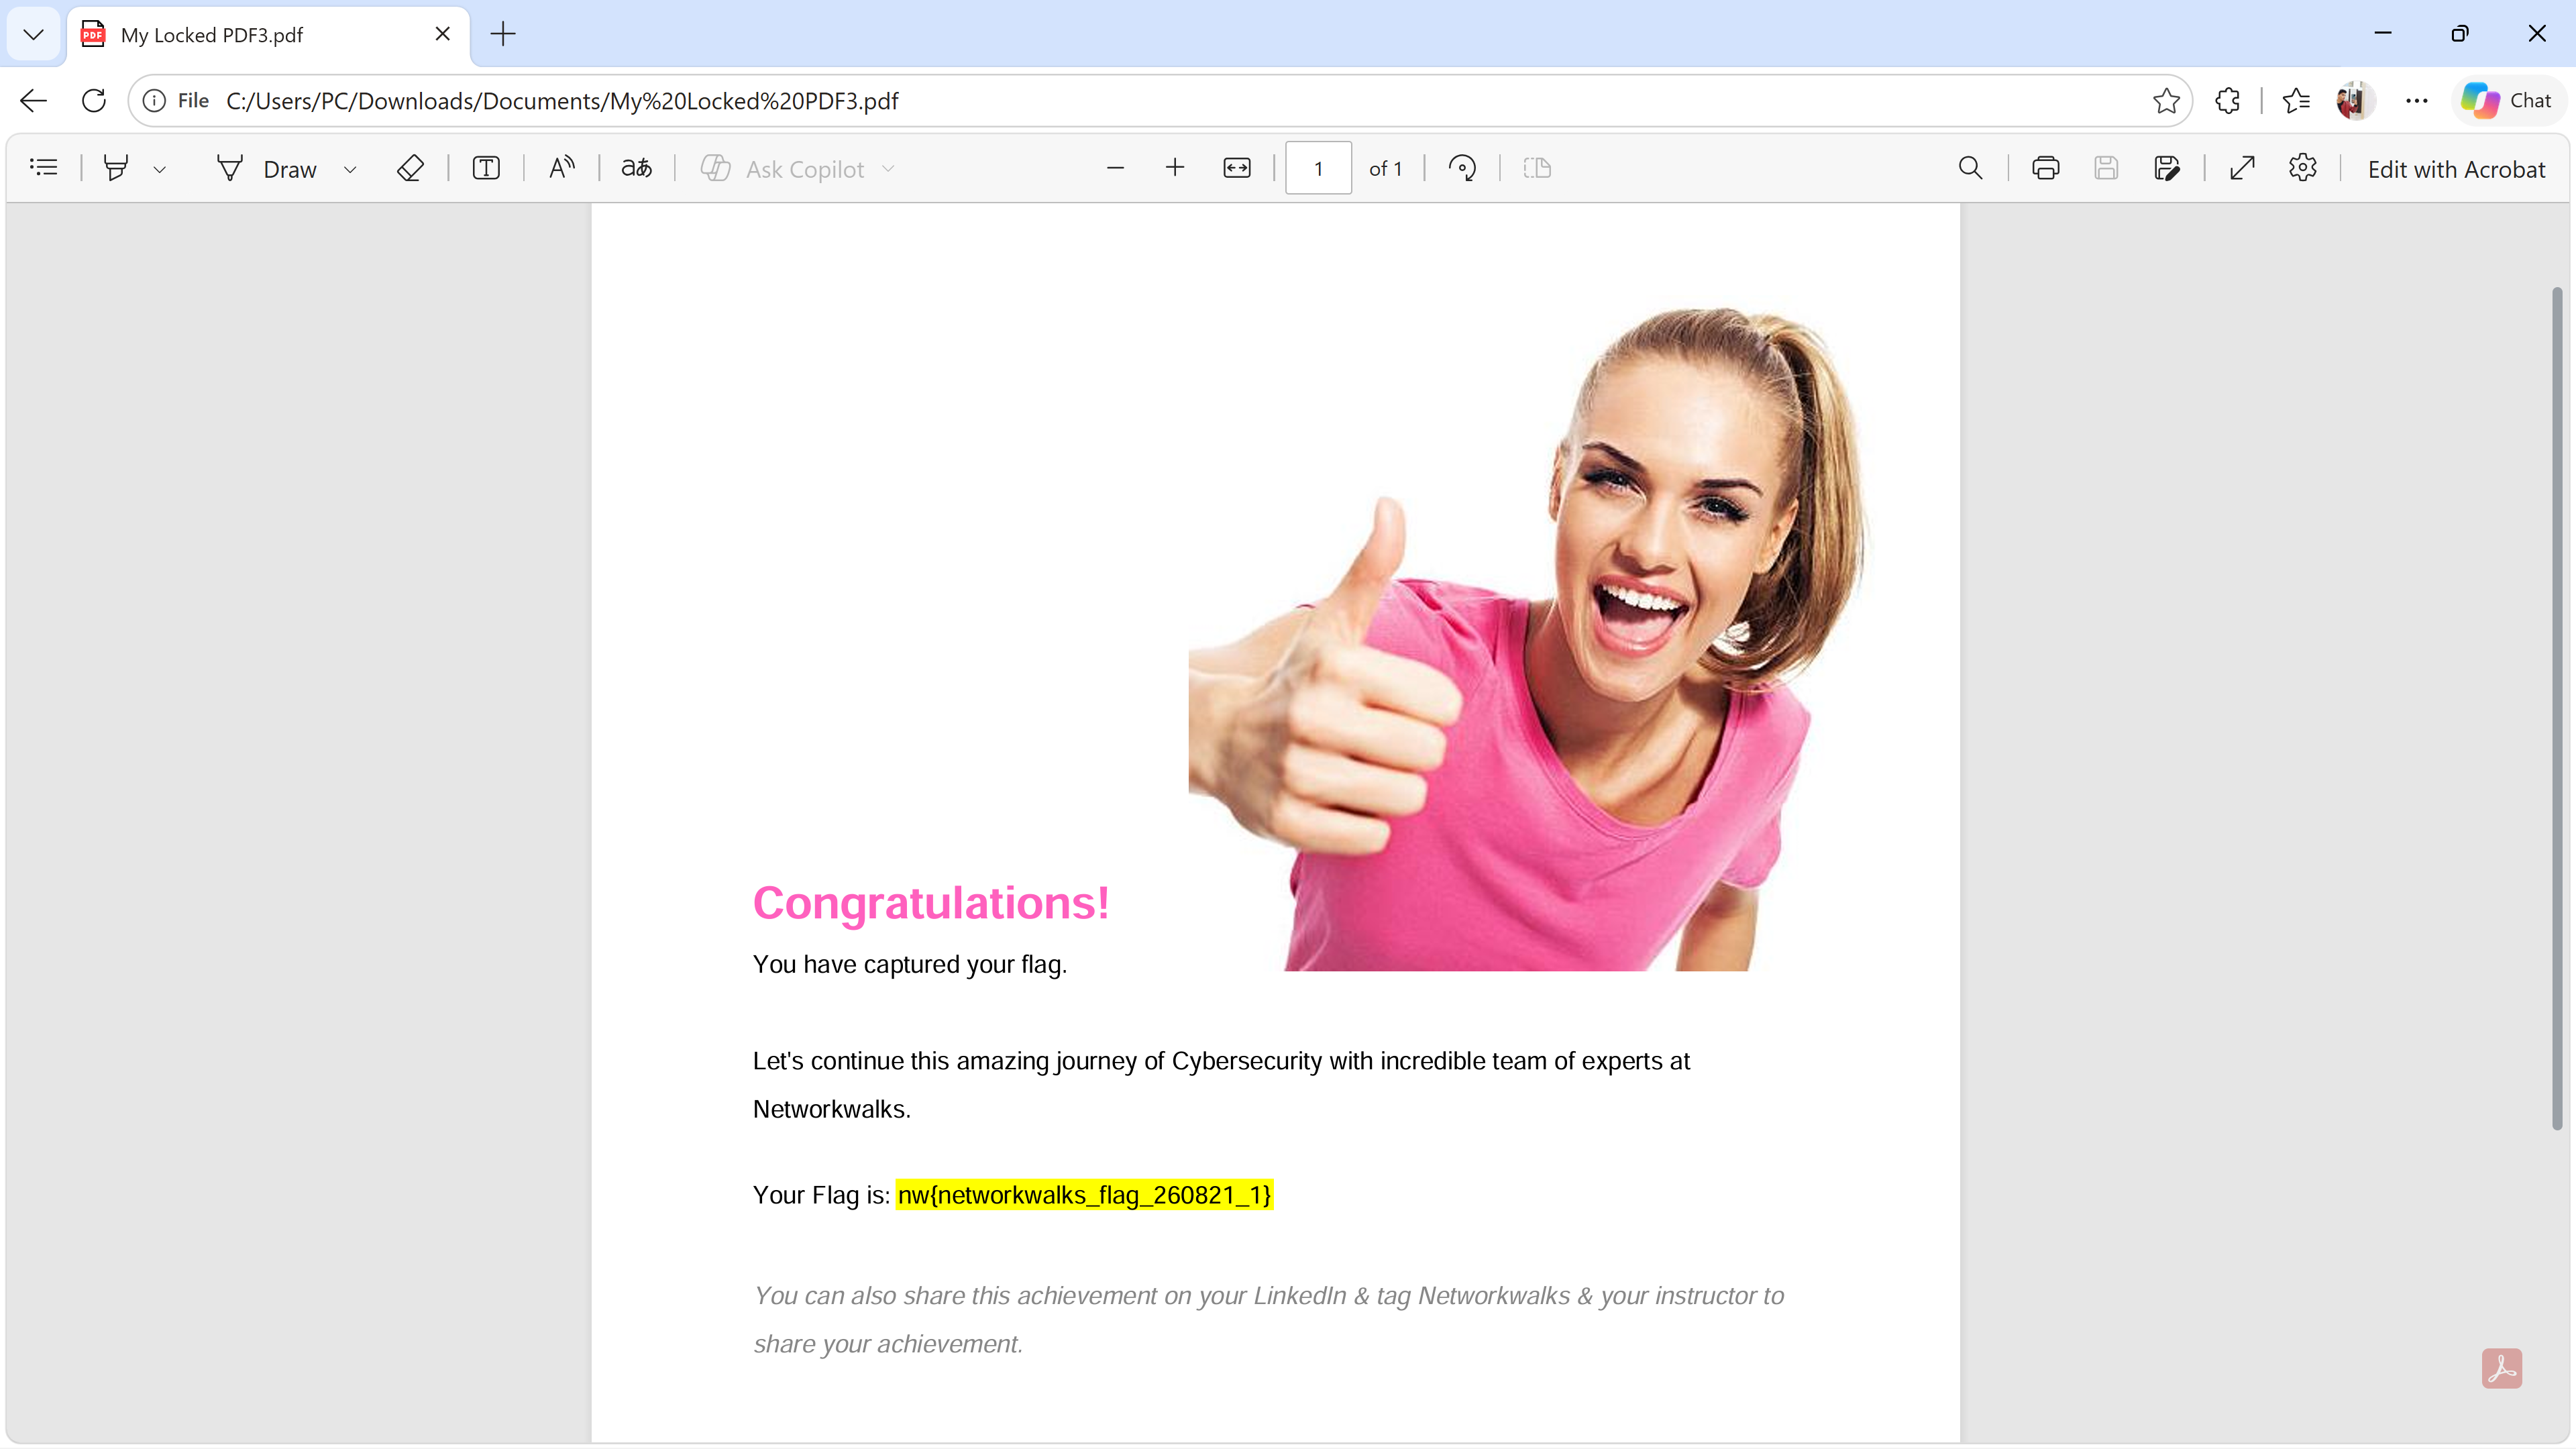 My Locked PDF3.pdf
File C:/Users/PC/Downloads/Documents/My%20Locked%20PDF3.pdf
Chat
Draw
T
A
aあ
Ask Copilot
1 of 1
Edit with Acrobat
Congratulations!
You have captured your flag.
Let's continue this amazing journey of Cybersecurity with incredible team of experts at
Networkwalks.
Your Flag is: nw{networkwalks_flag_260821_1}
You can also share this achievement on your LinkedIn & tag Networkwalks & your instructor to
share your achievement.